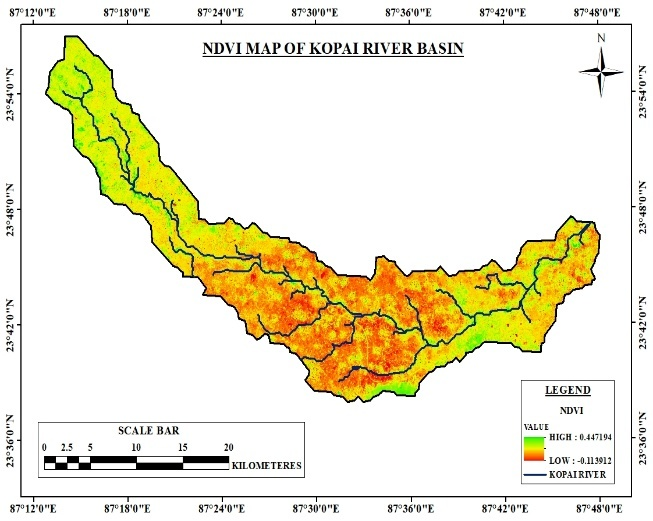 87°12'0"E 87°18'0"E 87°24'0"E 87°30'0"E 87°36'0"E 87°42'0"E 87°48'0"E
NDVI MAP OF KOPAI RIVER BASIN
N
23°54'0"N 23°54'0"N
23°48'0"N 23°48'0"N
23°42'0"N 23°42'0"N
23°36'0"N 23°36'0"N
LEGEND
NDVI
VALUE
HIGH : 0.447194
LOW : -0.113912
KOPAI RIVER
SCALE BAR
0 2.5 5 10 15 20
KILOMETERES
87°12'0"E 87°18'0"E 87°24'0"E 87°30'0"E 87°36'0"E 87°42'0"E 87°48'0"E